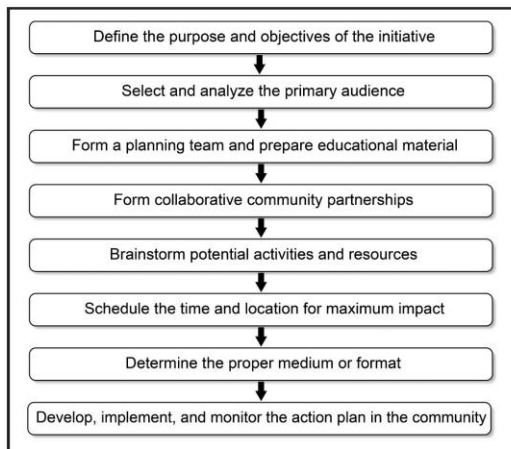 Define the purpose and objectives of the initiative
Select and analyze the primary audience
Form a planning team and prepare educational material
Form collaborative community partnerships
Brainstorm potential activities and resources
Schedule the time and location for maximum impact
Determine the proper medium or format
Develop, implement, and monitor the action plan in the community